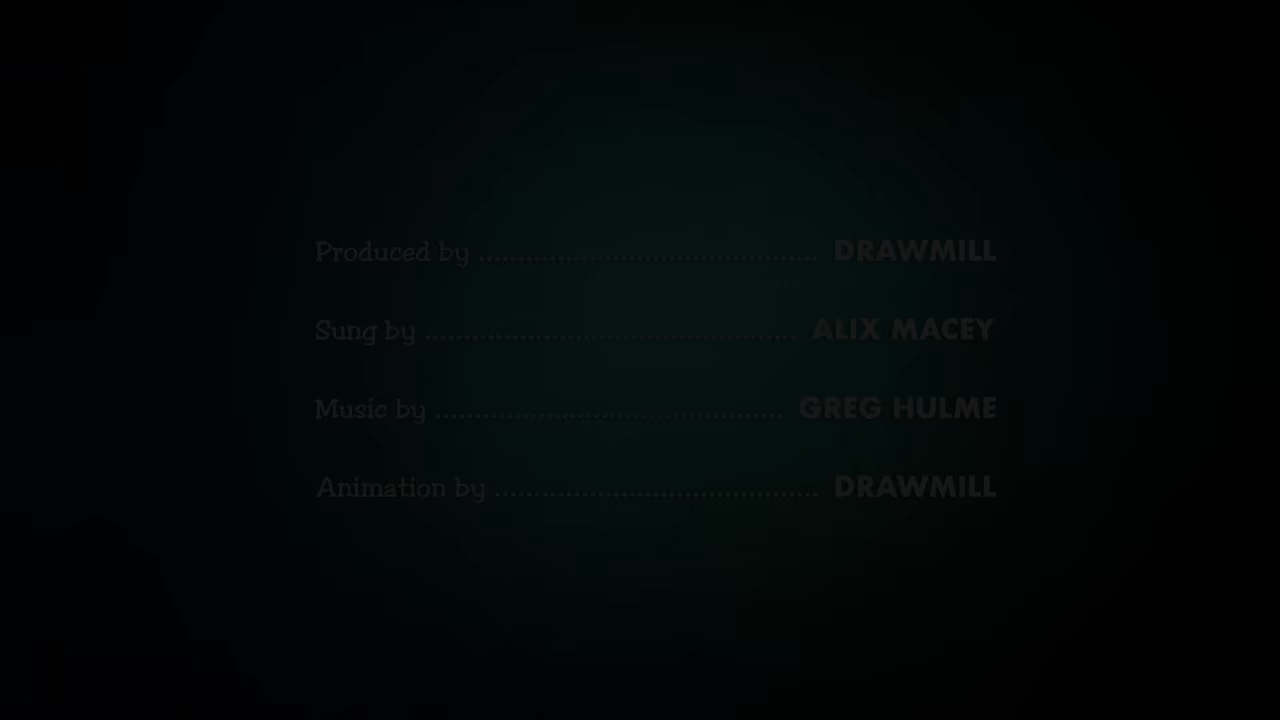 Produced by ........................................... DRAWMILL
Sung by ............................................... ALIX MACEY
Music by ............................................ GREG HULME
Animation by ......................................... DRAWMILL